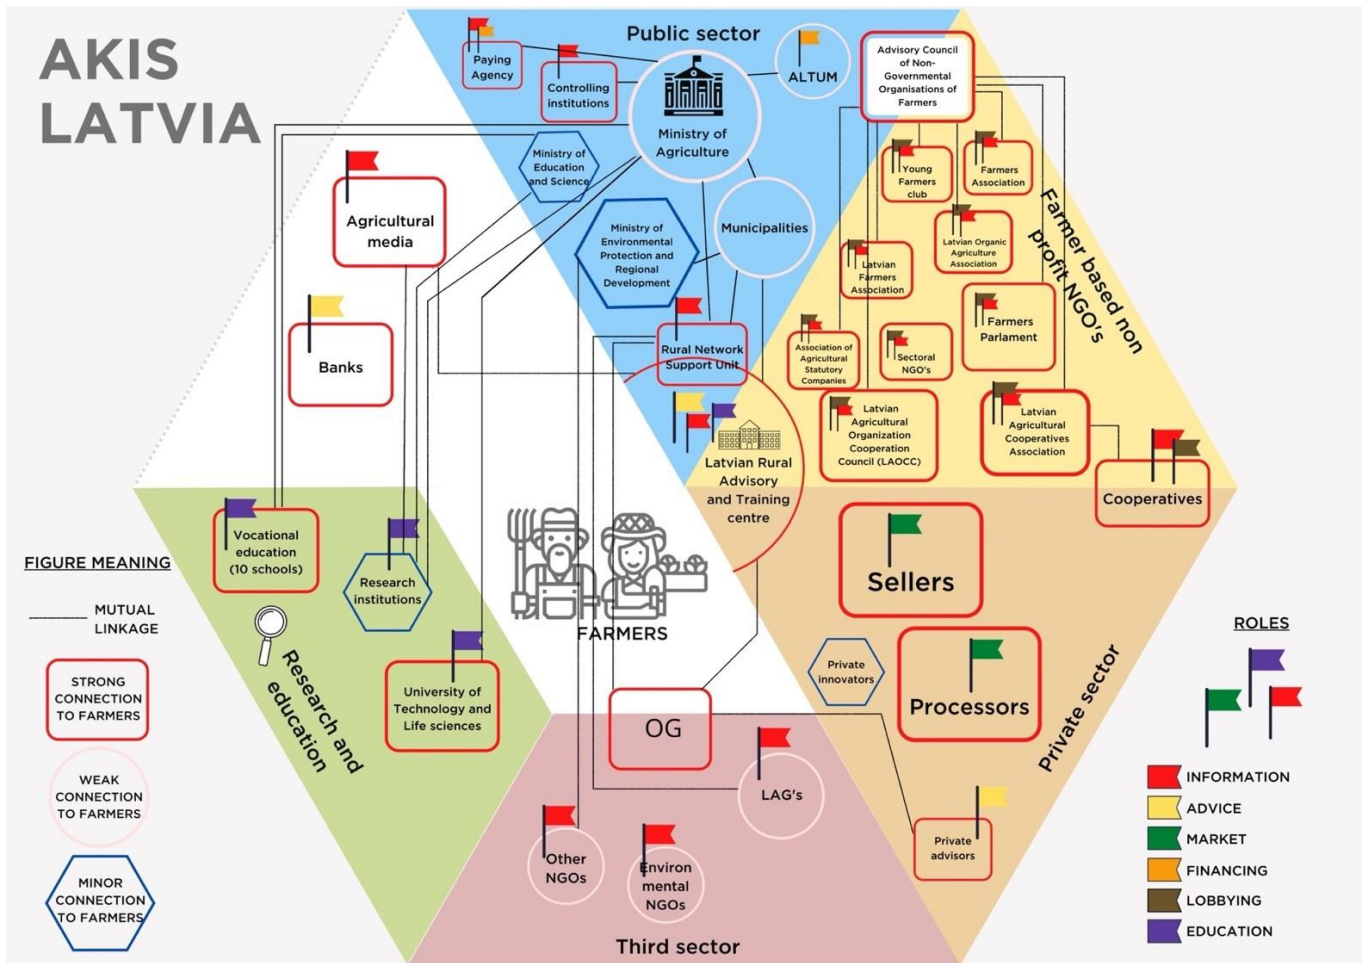 AKIS
LATVIA
Public sector
Paying
Agency
Controlling
institutions
Ministry of
Agriculture
ALTUM
Ministry of
Education
and Science
Ministry of
Environmental
Protection and
Regional
Development
Municipalities
Rural Network
Support Unit
Latvian Rural
Advisory
and Training
centre
Advisory Council
of Non-
Governmental
Organisations of
Farmers
Young
Farmers
club
Farmers
Association
Latvian Organic
Agriculture
Association
Latvian
Farmers
Association
Farmers
Parlament
Association of
Agricultural
Statutory
Companies
Sectoral
NGO's
Latvian
Agricultural
Organization
Cooperation
Council (LAOCC)
Latvian
Agricultural
Cooperatives
Association
Farmer based non
profit NGO's
Cooperatives
Agricultural
media
Banks
FARMERS
Vocational
education
(10 schools)
Research
institutions
University of
Technology and
Life sciences
Research and
education
Sellers
Processors
Private
innovators
Private
advisors
Private sector
OG
LAG's
Other
NGOs
Environ
mental
NGOs
Third sector
FIGURE MEANING
MUTUAL
LINKAGE
STRONG
CONNECTION
TO FARMERS
WEAK
CONNECTION
TO FARMERS
MINOR
CONNECTION
TO FARMERS
ROLES
INFORMATION
ADVICE
MARKET
FINANCING
LOBBYING
EDUCATION